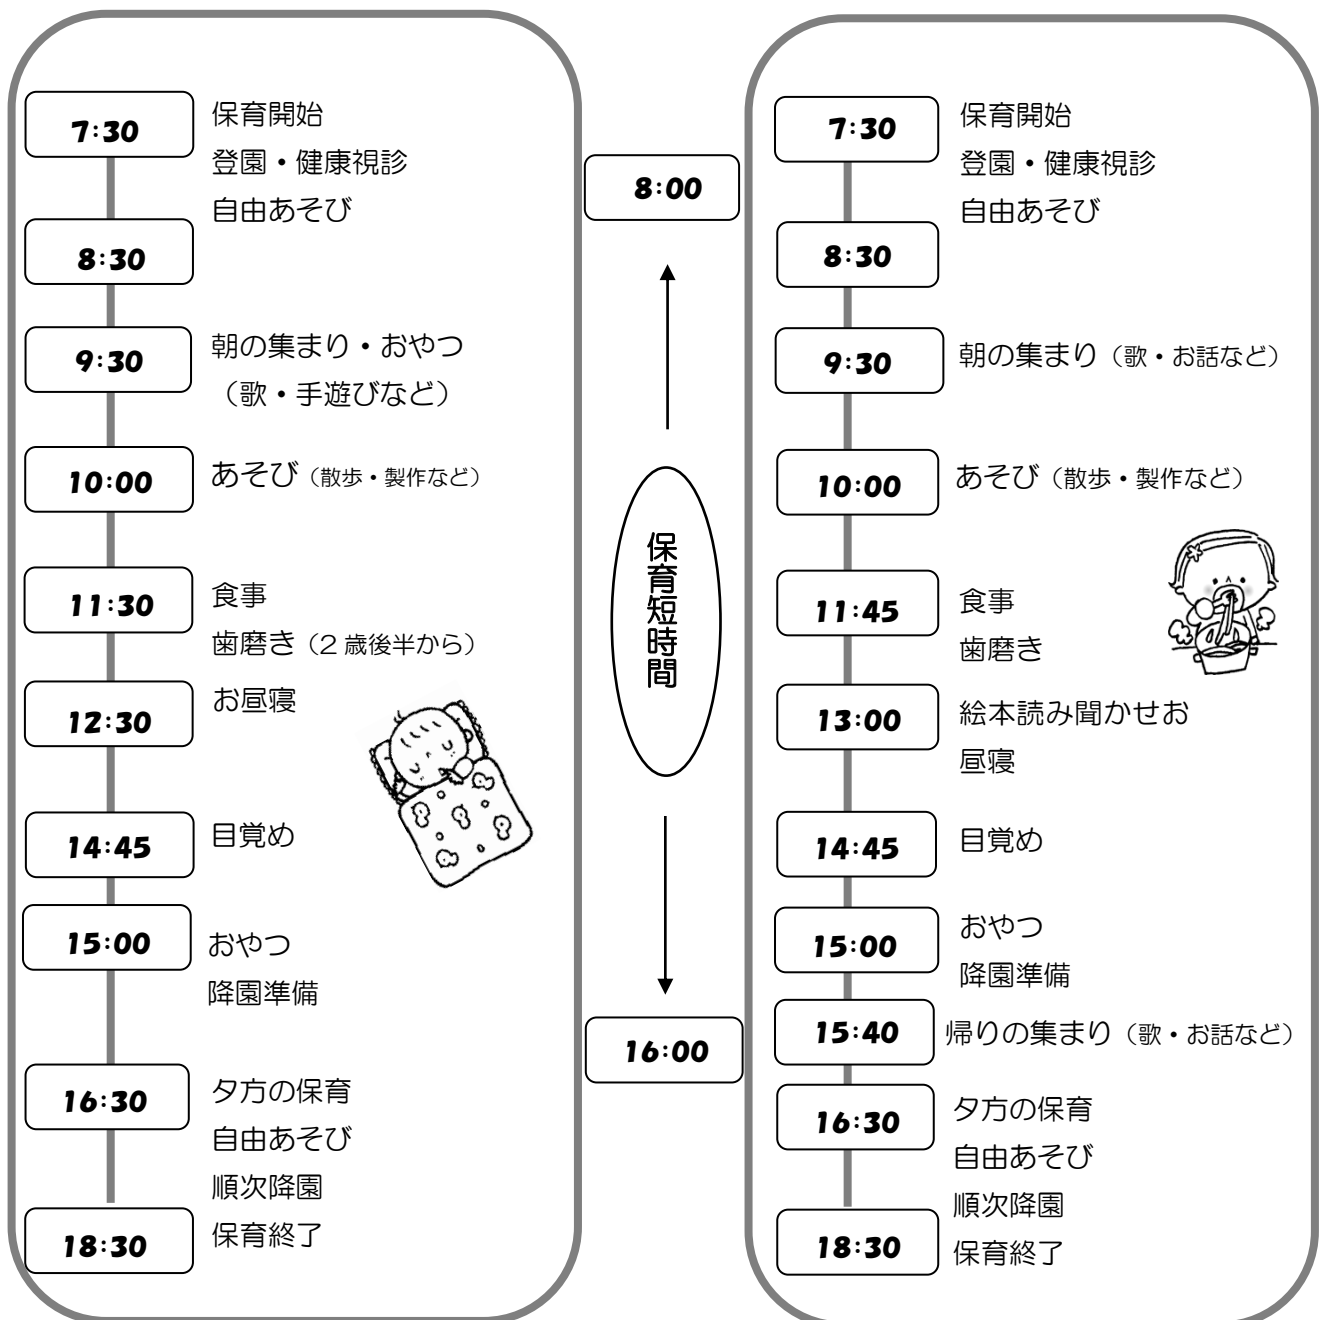 7:30
保育開始
登園・健康視診
自由あそび
8:30
9:30
朝の集まり・おやつ
（歌・手遊びなど）
10:00
あそび（散歩・製作など）
11:30
食事
歯磨き（2 歳後半から）
12:30
お昼寝
14:45
目覚め
15:00
おやつ
降園準備
16:30
夕方の保育
自由あそび
順次降園
18:30
保育終了
8:00
保育短時間
16:00
7:30
保育開始
登園・健康視診
自由あそび
8:30
9:30
朝の集まり（歌・お話など）
10:00
あそび（散歩・製作など）
11:45
食事
歯磨き
13:00
絵本読み聞かせお
昼寝
14:45
目覚め
15:00
おやつ
降園準備
15:40
帰りの集まり（歌・お話など）
16:30
夕方の保育
自由あそび
順次降園
18:30
保育終了